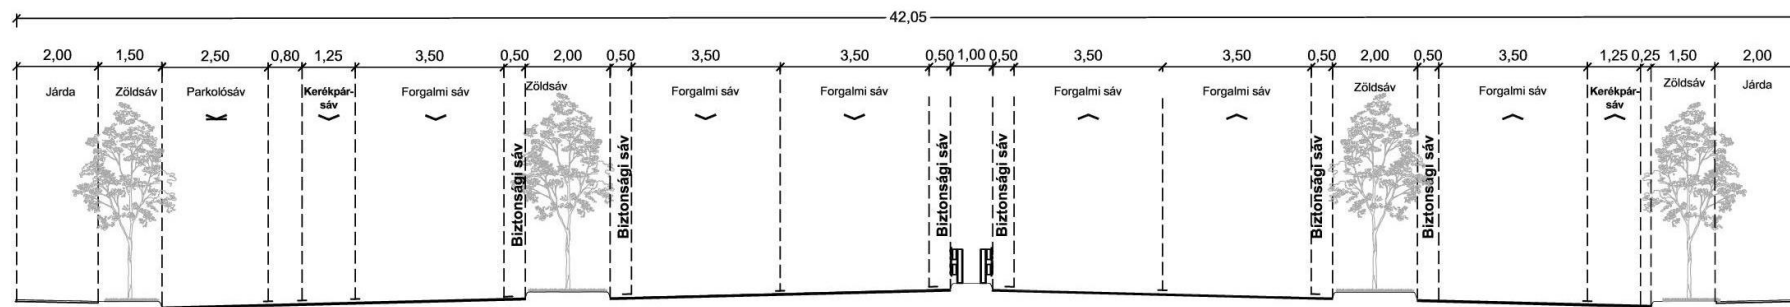 42,05
2,00 1,50 2,50 0,80 1,25 3,50 0,50 2,00 0,50 3,50 3,50 0,50 1,00 0,50 3,50 3,50 0,50 2,00 0,50 3,50 1,25 0,25 1,50 2,00
Járda
Zöldsáv
Parkolósáv
Kerékpár-
sáv
Forgalmi sáv
Biztonsági sáv
Zöldsáv
Biztonsági sáv
Forgalmi sáv
Forgalmi sáv
Biztonsági sáv
Biztonsági sáv
Forgalmi sáv
Forgalmi sáv
Biztonsági sáv
Zöldsáv
Biztonsági sáv
Forgalmi sáv
Kerékpár-
sáv
Zöldsáv
Járda